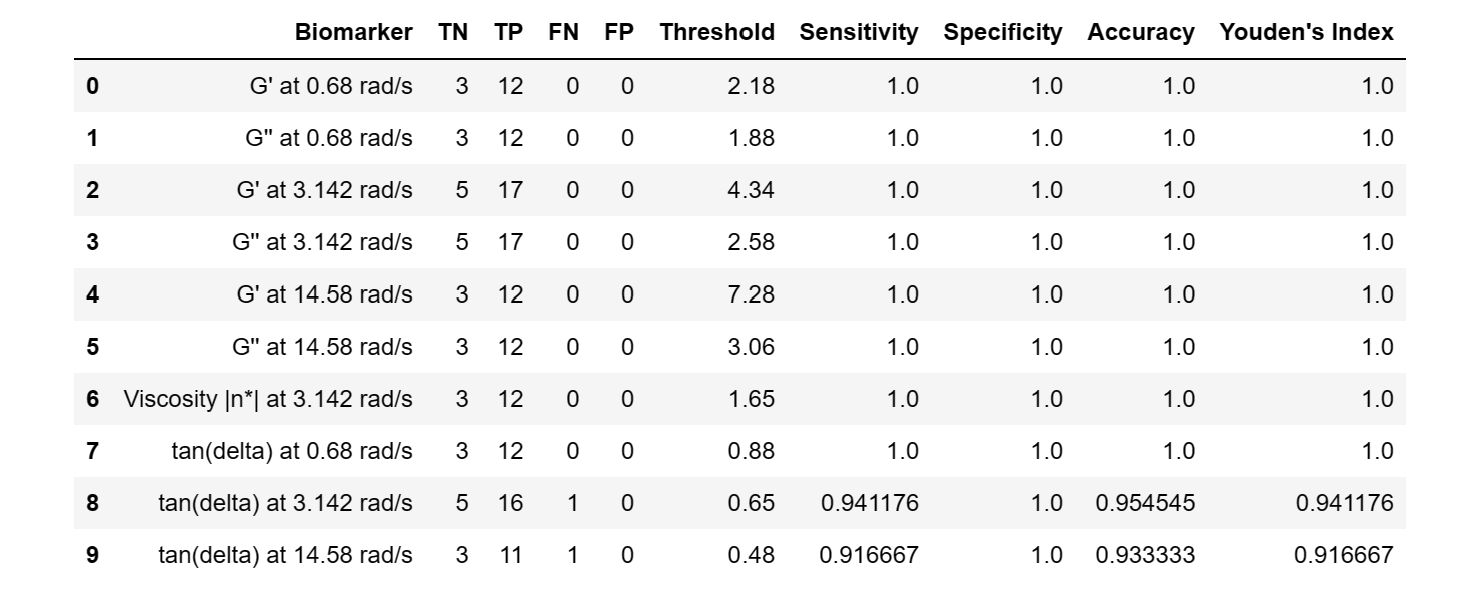 Biomarker TN TP FN FP Threshold Sensitivity Specificity Accuracy Youden's Index
0 G' at 0.68 rad/s 3 12 0 0 2.18 1.0 1.0 1.0 1.0
1 G" at 0.68 rad/s 3 12 0 0 1.88 1.0 1.0 1.0 1.0
2 G' at 3.142 rad/s 5 17 0 0 4.34 1.0 1.0 1.0 1.0
3 G" at 3.142 rad/s 5 17 0 0 2.58 1.0 1.0 1.0 1.0
4 G' at 14.58 rad/s 3 12 0 0 7.28 1.0 1.0 1.0 1.0
5 G" at 14.58 rad/s 3 12 0 0 3.06 1.0 1.0 1.0 1.0
6 Viscosity |n*| at 3.142 rad/s 3 12 0 0 1.65 1.0 1.0 1.0 1.0
7 tan(delta) at 0.68 rad/s 3 12 0 0 0.88 1.0 1.0 1.0 1.0
8 tan(delta) at 3.142 rad/s 5 16 1 0 0.65 0.941176 1.0 0.954545 0.941176
9 tan(delta) at 14.58 rad/s 3 11 1 0 0.48 0.916667 1.0 0.933333 0.916667